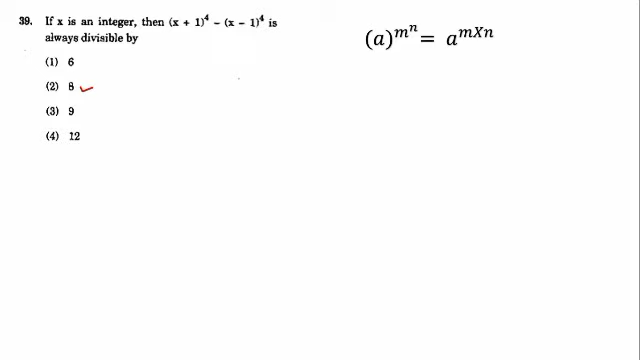 39. If x is an integer, then (x + 1)⁴ – (x – 1)⁴ is
always divisible by
(1) 6
(2) 8
(3) 9
(4) 12
(a)^{m^n} = a^{mXn}